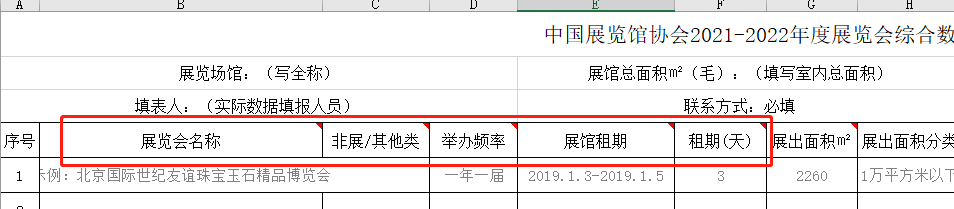 A B C D E F G H
中国展览馆协会2021-2022年度展览会综合数
展览场馆：（写全称） 展馆总面积㎡（毛）：（填写室内总面积）
填表人：（实际数据填报人员） 联系方式：必填
序号 展览会名称 非展/其他类 举办频率 展馆租期 租期(天) 展出面积㎡ 展出面积分类
1 示例：北京国际世纪友谊珠宝玉石精品博览会 一年一届 2019.1.3-2019.1.5 3 2260 1万平方米以下